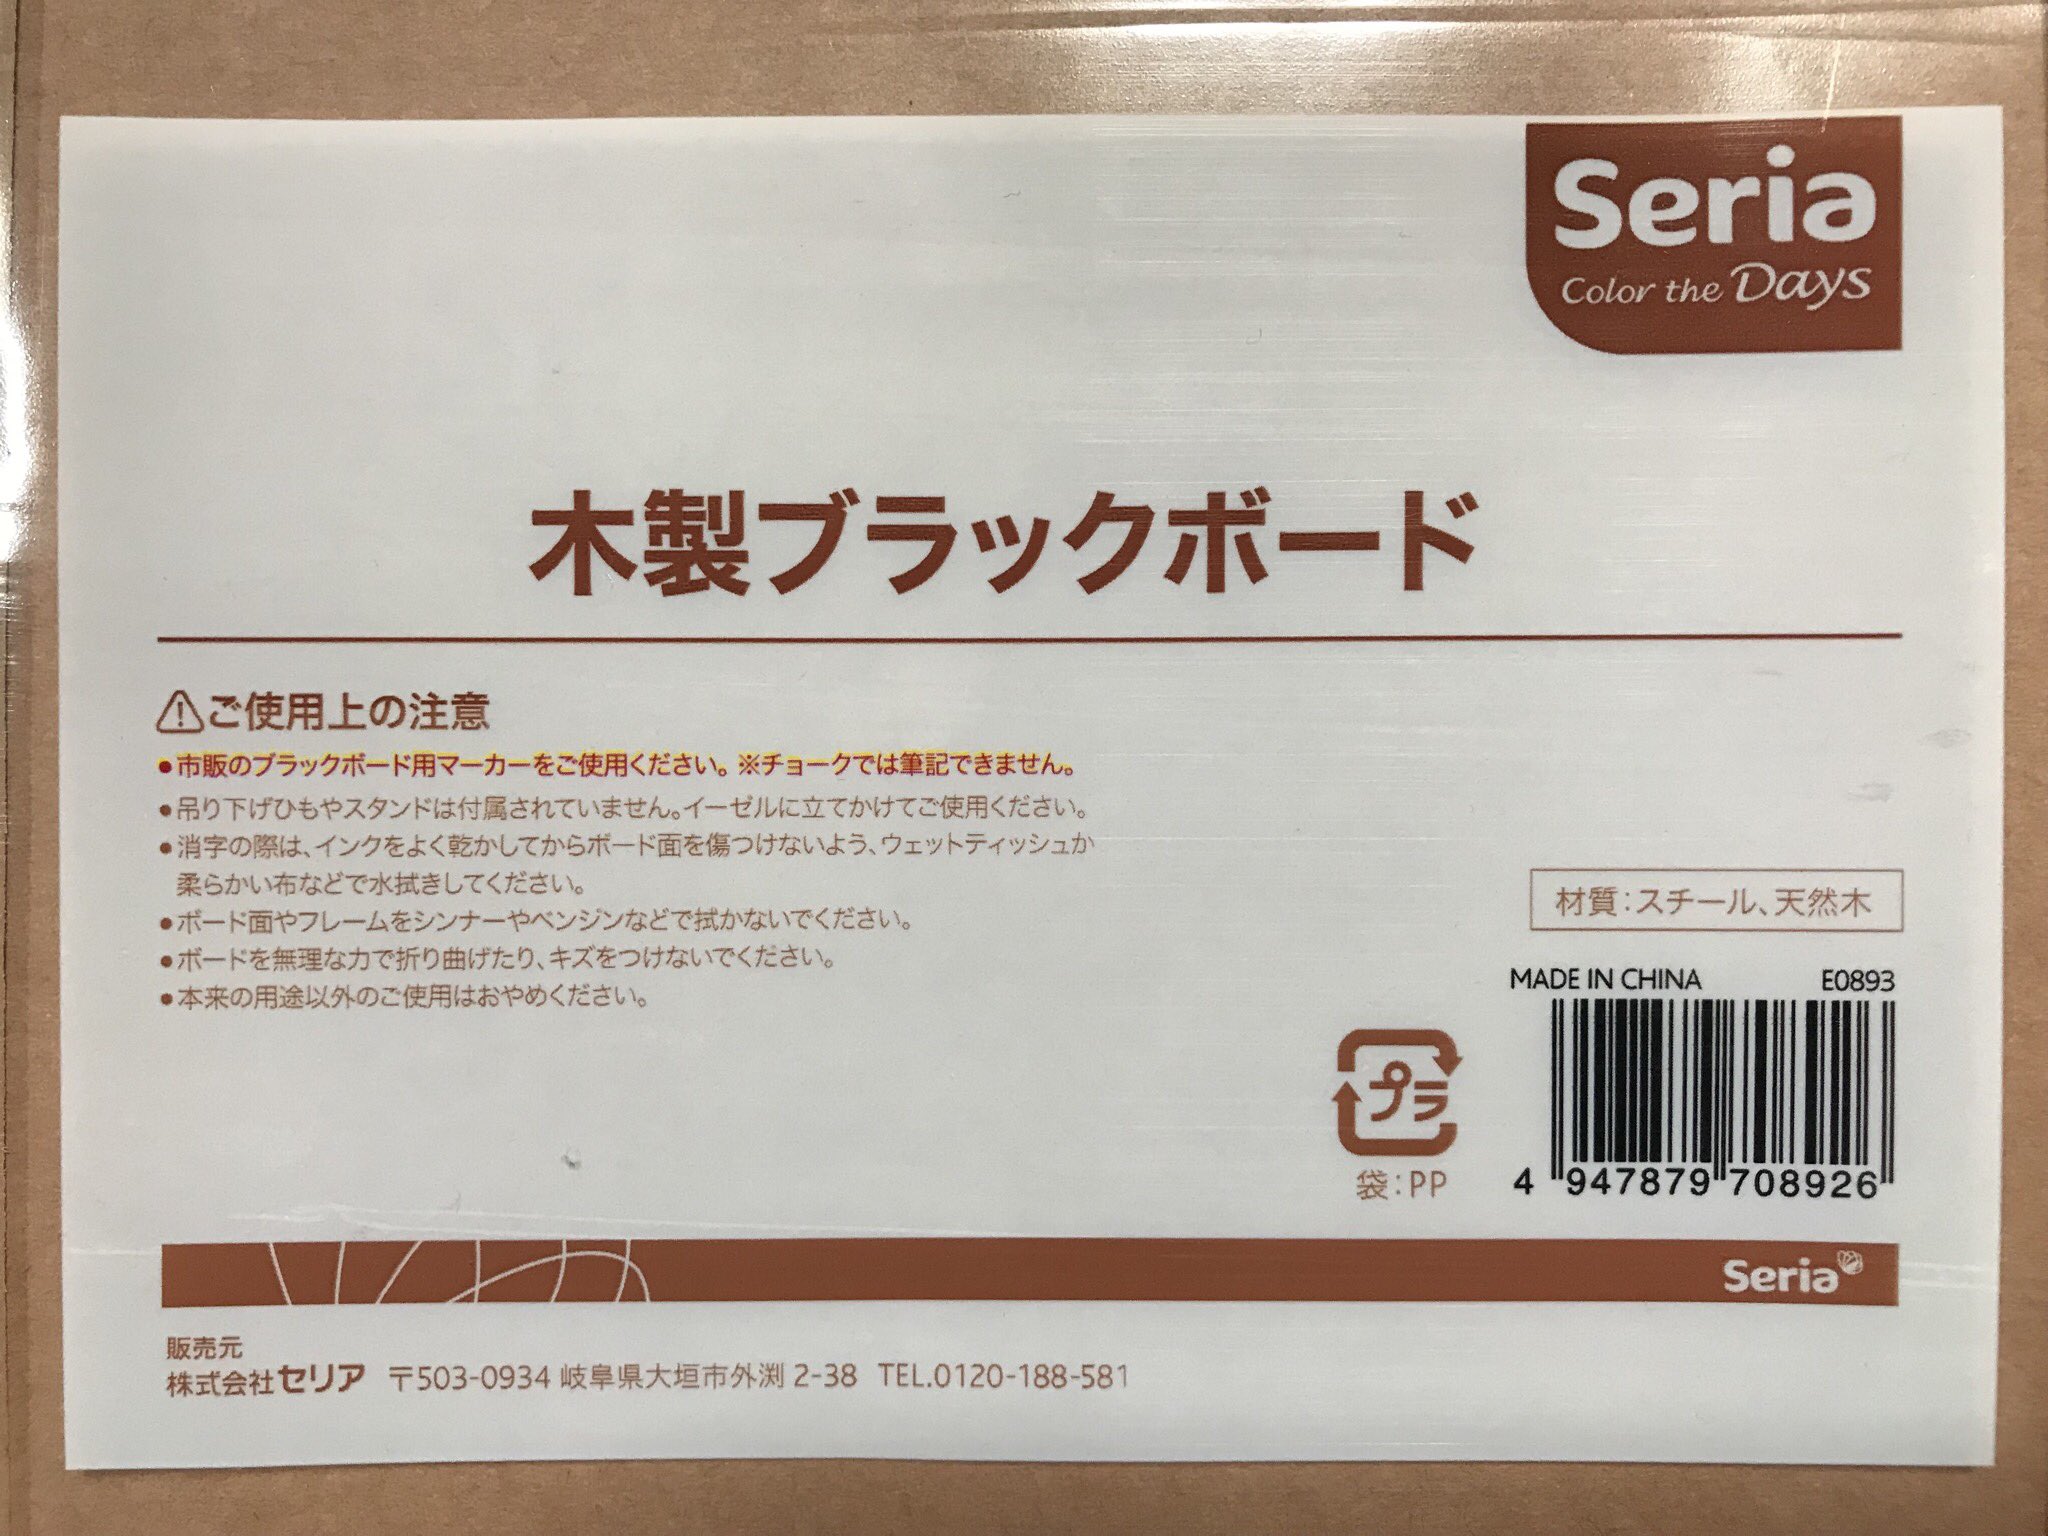 Seria
Color the Days
木製ブラックボード
ご使用上の注意
●市販のブラックボード用マーカーをご使用ください。※チョークでは筆記できません。
●吊り下げひもやスタンドは付属されていません。イーゼルに立てかけてご使用ください。
●消字の際は、インクをよく乾かしてからボード面を傷つけないよう、ウェットティッシュか
柔らかい布などで水拭きしてください。
●ボード面やフレームをシンナーやベンジンなどで拭かないでください。
●ボードを無理な力で折り曲げたり、キズをつけないでください。
●本来の用途以外のご使用はおやめください。
材質：スチール、天然木
MADE IN CHINA E0893
プラ
袋：PP
4 947879 708926
Seria
販売元
株式会社セリア 〒503-0934 岐阜県大垣市外渕 2-38 TEL.0120-188-581